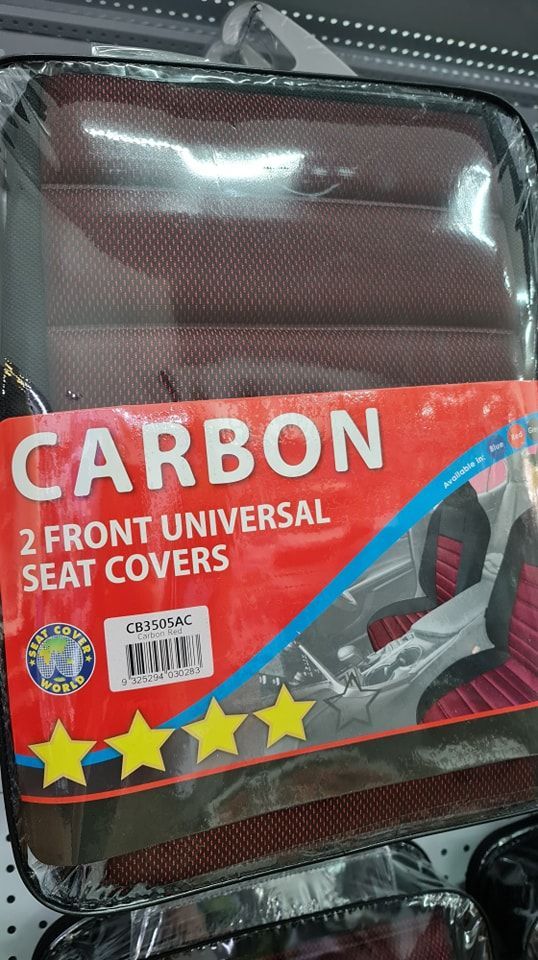 CARBON
2 FRONT UNIVERSAL
SEAT COVERS
Available in: Blue Red
CB3505AC
Carbon Red
9 325294 030283
SEAT COVER
WORLD